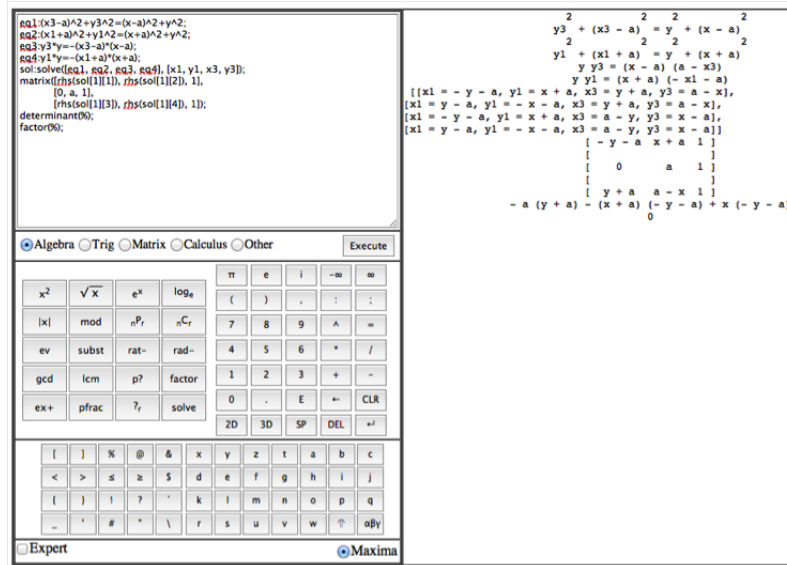 eq1:(x3-a)^2+y3^2=(x-a)^2+y^2;
eq2:(x1+a)^2+y1^2=(x+a)^2+y^2;
eq3:y3*y=-(x3-a)*(x-a);
eq4:y1*y=-(x1+a)*(x+a);
sol:solve([eq1, eq2, eq3, eq4], [x1, y1, x3, y3]);
matrix([rhs(sol[1][1]), rhs(sol[1][2]), 1],
[0, a, 1],
[rhs(sol[1][3]), rhs(sol[1][4]), 1]);
determinant(%);
factor(%);
Algebra Trig Matrix Calculus Other Execute
x² √x eˣ logₑ
|x| mod ₙPᵣ ₙCᵣ
ev subst rat- rad-
gcd lcm p? factor
ex+ pfrac ?ᵣ solve
π e i -∞ ∞
( ) , : ;
7 8 9 ^ =
4 5 6 * /
1 2 3 + -
0 . E ← CLR
2D 3D SP DEL ↵
[ ] % @ & x y z t a b c
< > ≤ ≥ $ d e f g h i j
{ } ! ? ` k l m n o p q
_ ' # " \ r s u v w ⇑ αβγ
Expert Maxima
2 2 2 2
y3 + (x3 - a) = y + (x - a)
2 2 2 2
y1 + (x1 + a) = y + (x + a)
y y3 = (x - a) (a - x3)
y y1 = (x + a) (- x1 - a)
[[x1 = - y - a, y1 = x + a, x3 = y + a, y3 = a - x],
[x1 = y - a, y1 = - x - a, x3 = y + a, y3 = a - x],
[x1 = - y - a, y1 = x + a, x3 = a - y, y3 = x - a],
[x1 = y - a, y1 = - x - a, x3 = a - y, y3 = x - a]]
[ - y - a x + a 1 ]
[ ]
[ 0 a 1 ]
[ ]
[ y + a a - x 1 ]
- a (y + a) - (x + a) (- y - a) + x (- y - a)
0